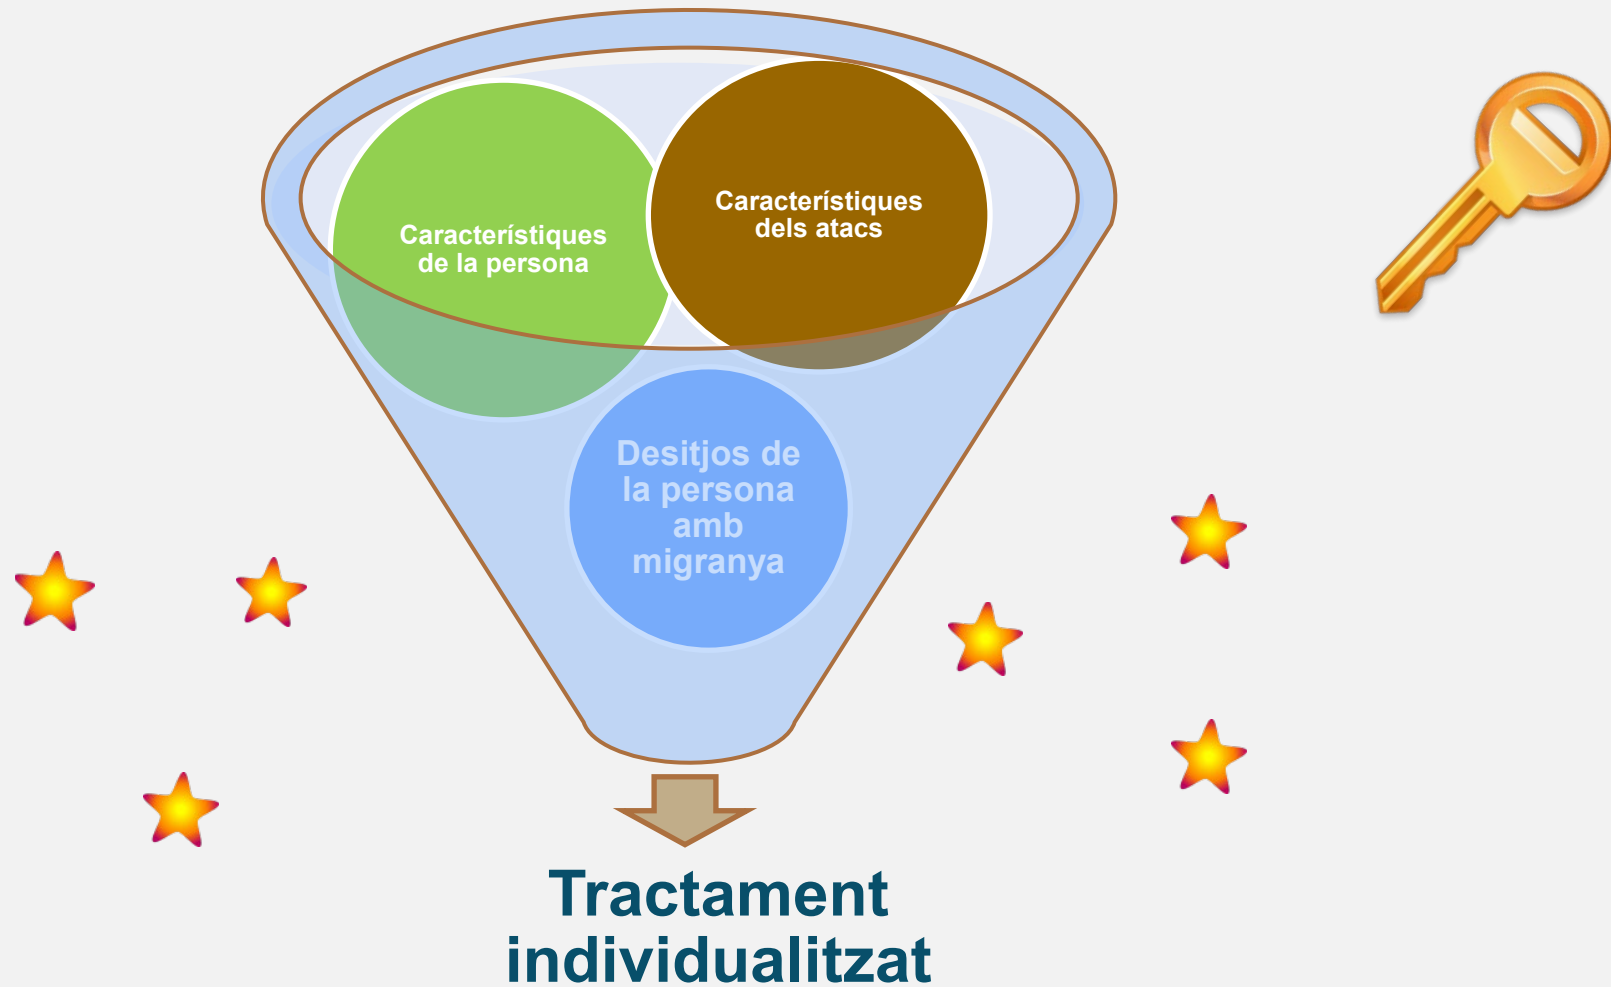 Característiques
de la persona
Característiques
dels atacs
Desitjos de
la persona
amb
migranya
Tractament
individualitzat